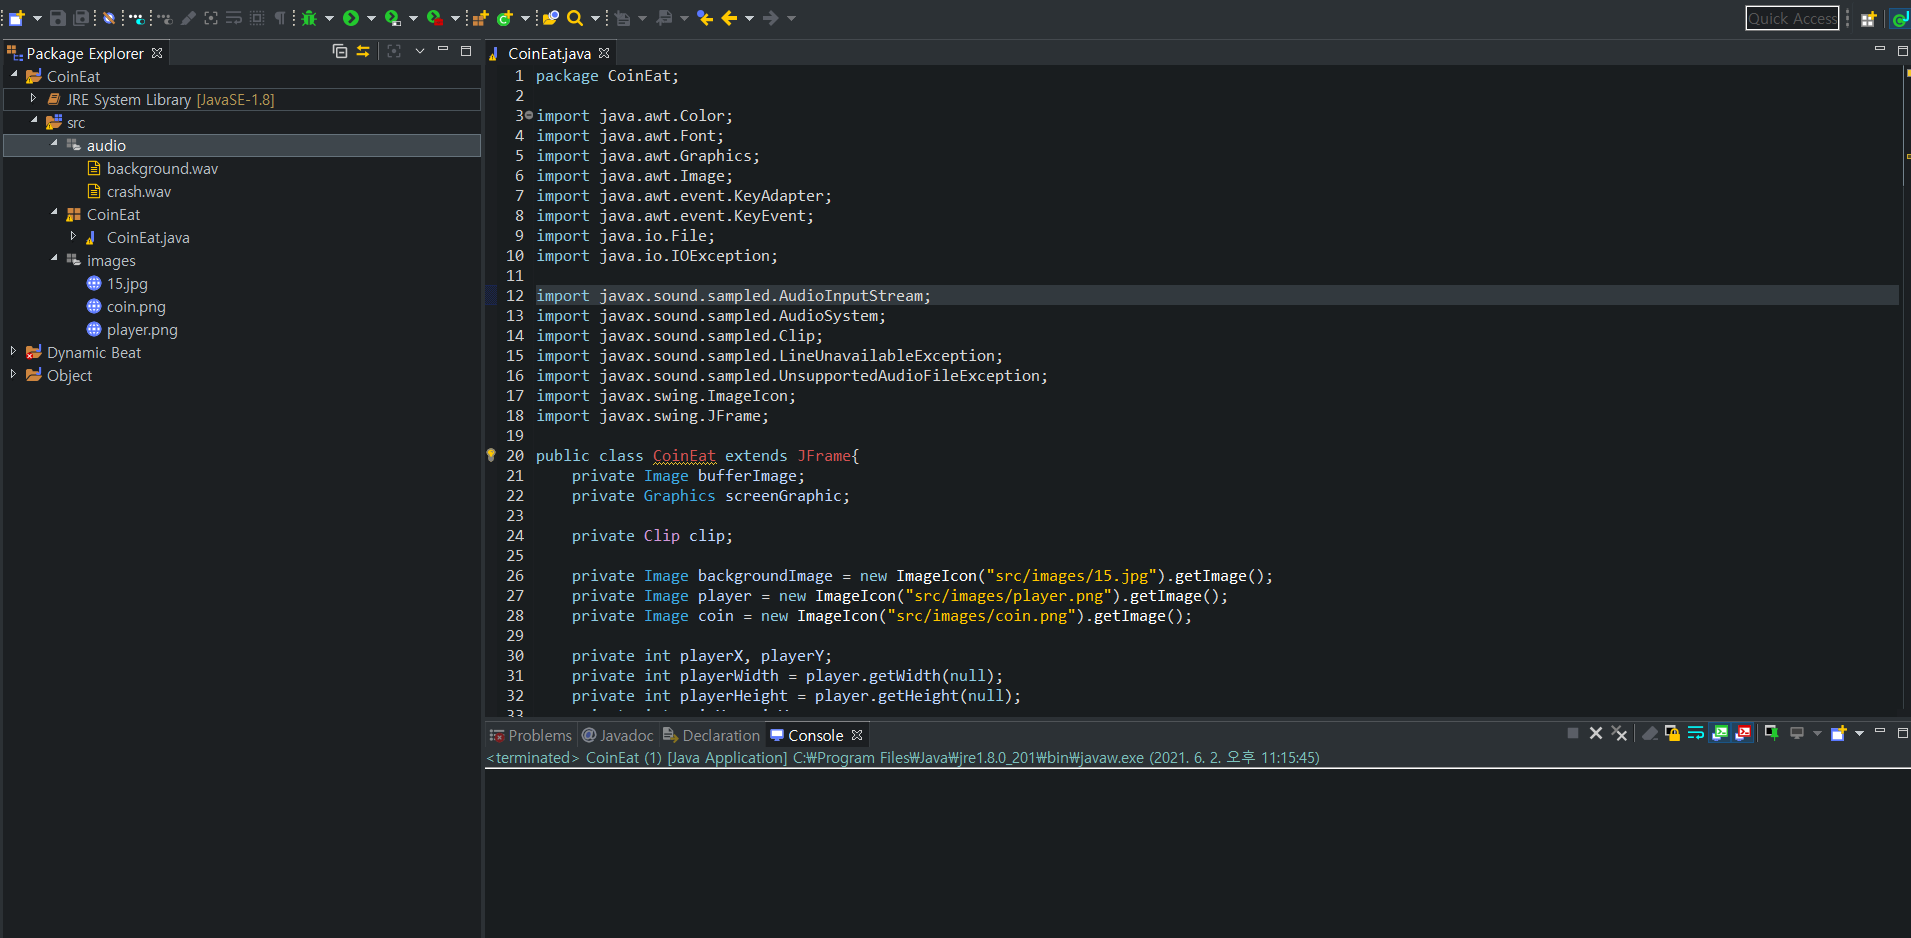 Quick Access
Package Explorer
CoinEat
JRE System Library [JavaSE-1.8]
src
audio
background.wav
crash.wav
CoinEat
CoinEat.java
images
15.jpg
coin.png
player.png
Dynamic Beat
Object
CoinEat.java
1 package CoinEat;
2
3 import java.awt.Color;
4 import java.awt.Font;
5 import java.awt.Graphics;
6 import java.awt.Image;
7 import java.awt.event.KeyAdapter;
8 import java.awt.event.KeyEvent;
9 import java.io.File;
10 import java.io.IOException;
11
12 import javax.sound.sampled.AudioInputStream;
13 import javax.sound.sampled.AudioSystem;
14 import javax.sound.sampled.Clip;
15 import javax.sound.sampled.LineUnavailableException;
16 import javax.sound.sampled.UnsupportedAudioFileException;
17 import javax.swing.ImageIcon;
18 import javax.swing.JFrame;
19
20 public class CoinEat extends JFrame{
21 private Image bufferImage;
22 private Graphics screenGraphic;
23
24 private Clip clip;
25
26 private Image backgroundImage = new ImageIcon("src/images/15.jpg").getImage();
27 private Image player = new ImageIcon("src/images/player.png").getImage();
28 private Image coin = new ImageIcon("src/images/coin.png").getImage();
29
30 private int playerX, playerY;
31 private int playerWidth = player.getWidth(null);
32 private int playerHeight = player.getHeight(null);
33
Problems @ Javadoc Declaration Console
<terminated> CoinEat (1) [Java Application] C:₩Program Files₩Java₩jre1.8.0_201₩bin₩javaw.exe (2021. 6. 2. 오후 11:15:45)